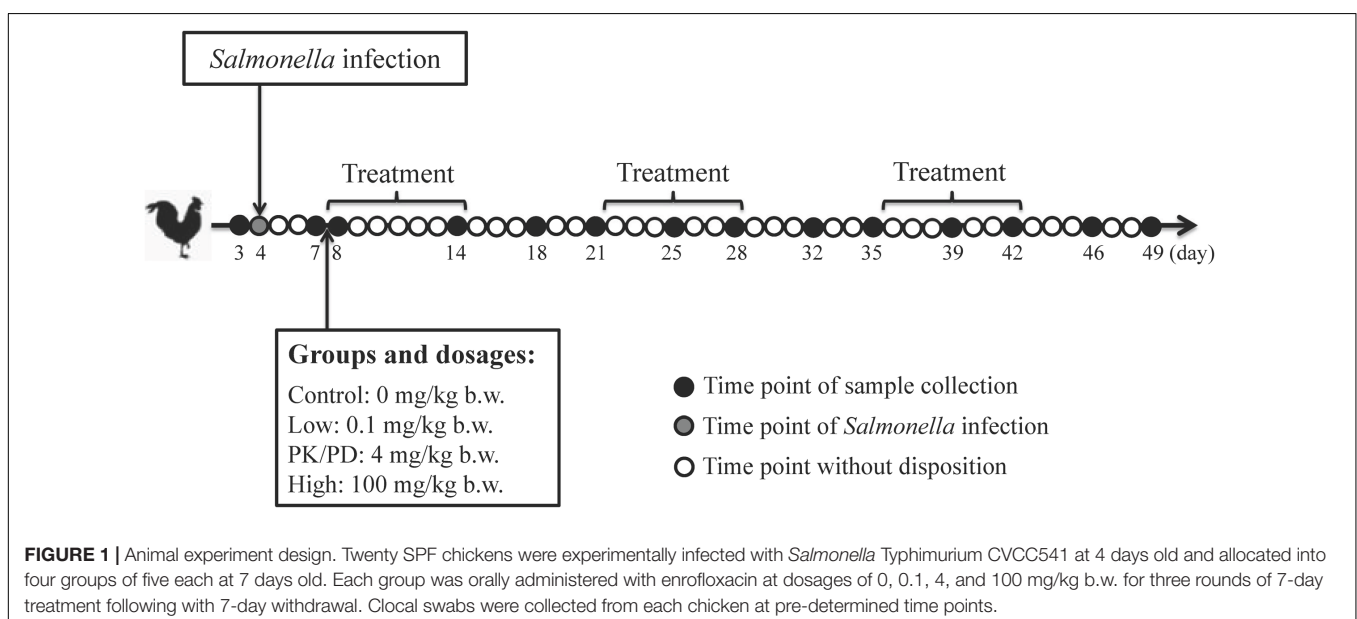 Salmonella infection
Treatment Treatment Treatment
3 4 7 8 14 18 21 25 28 32 35 39 42 46 49 (day)
Groups and dosages:
Control: 0 mg/kg b.w.
Low: 0.1 mg/kg b.w.
PK/PD: 4 mg/kg b.w.
High: 100 mg/kg b.w.
Time point of sample collection
Time point of Salmonella infection
Time point without disposition
FIGURE 1 | Animal experiment design. Twenty SPF chickens were experimentally infected with Salmonella Typhimurium CVCC541 at 4 days old and allocated into
four groups of five each at 7 days old. Each group was orally administered with enrofloxacin at dosages of 0, 0.1, 4, and 100 mg/kg b.w. for three rounds of 7-day
treatment following with 7-day withdrawal. Clocal swabs were collected from each chicken at pre-determined time points.